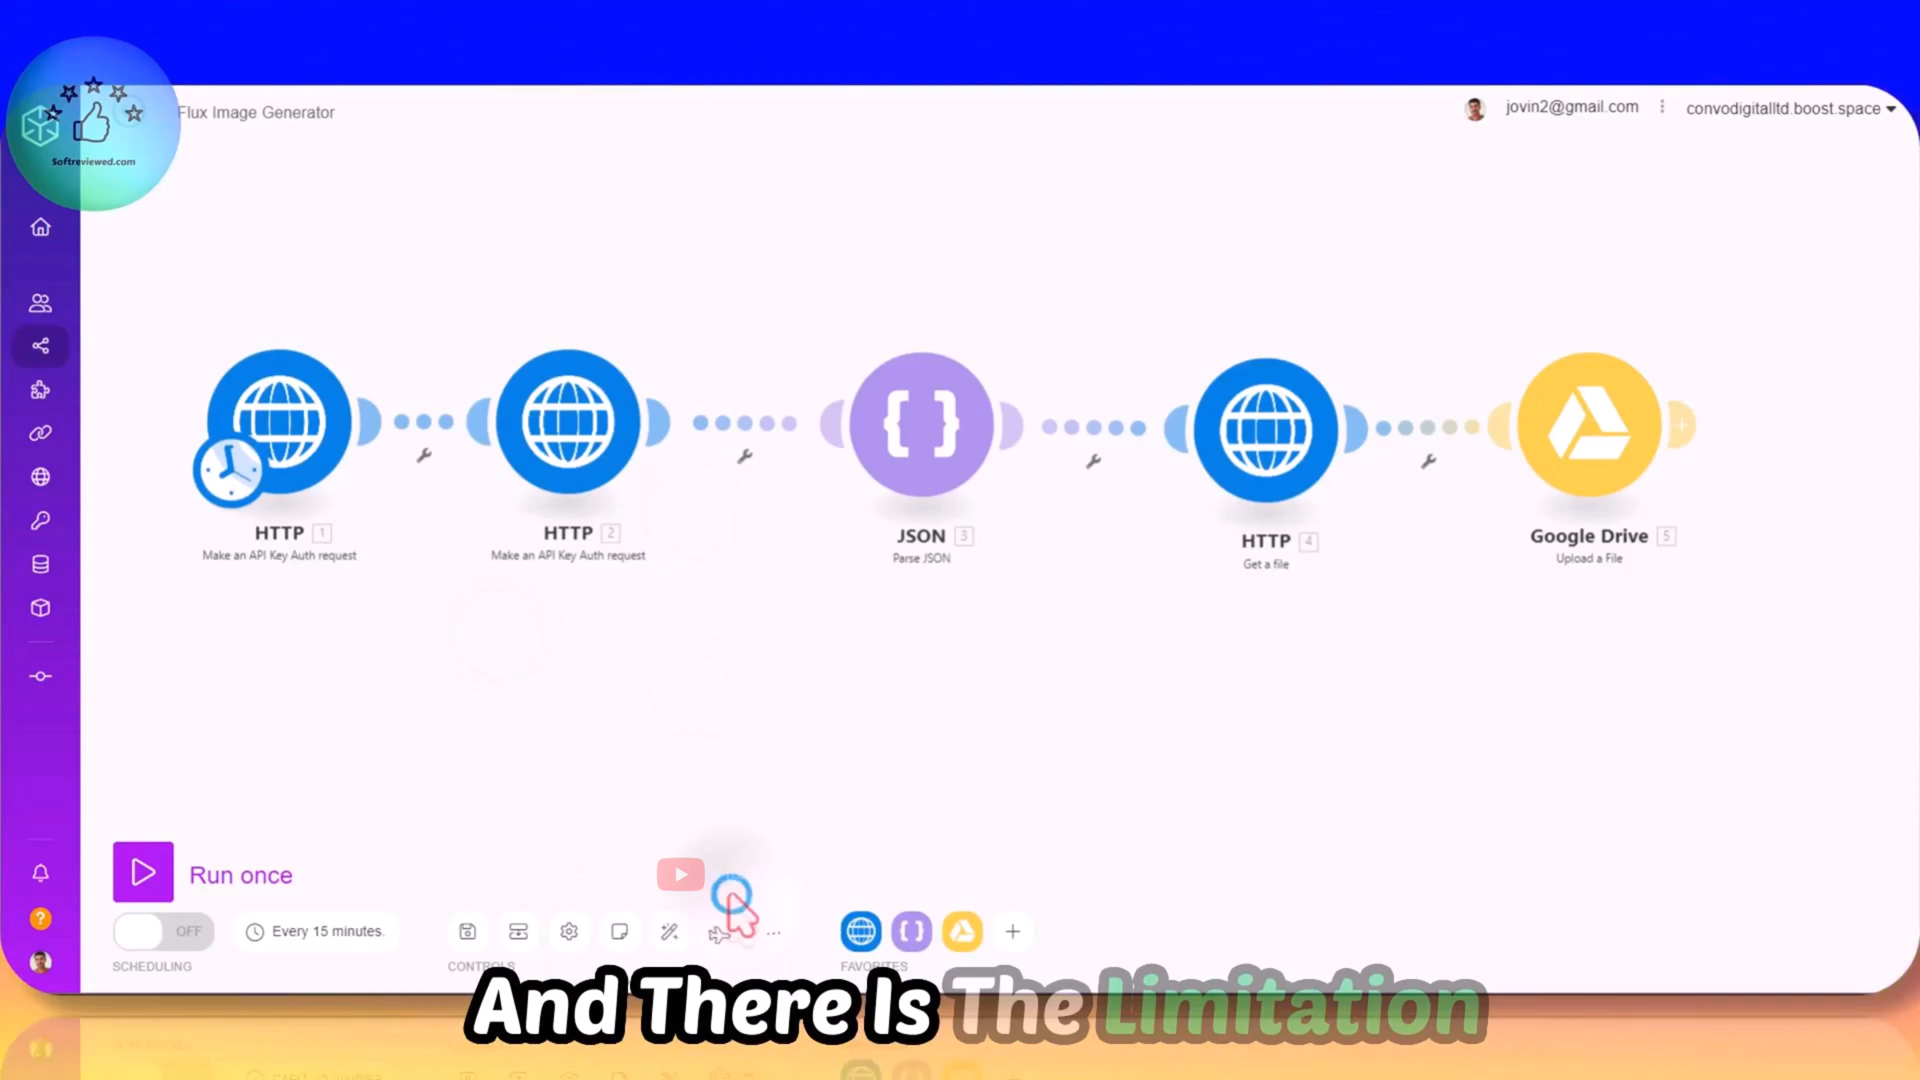 Softreviewed.com
Flux Image Generator
jovin2@gmail.com
convodigitalltd.boost.space
HTTP 1
Make an API Key Auth request
HTTP 2
Make an API Key Auth request
JSON 3
Parse JSON
HTTP 4
Get a file
Google Drive 5
Upload a File
Run once
OFF
Every 15 minutes.
SCHEDULING
CONTROLS
FAVORITES
?
And There Is The Limitation